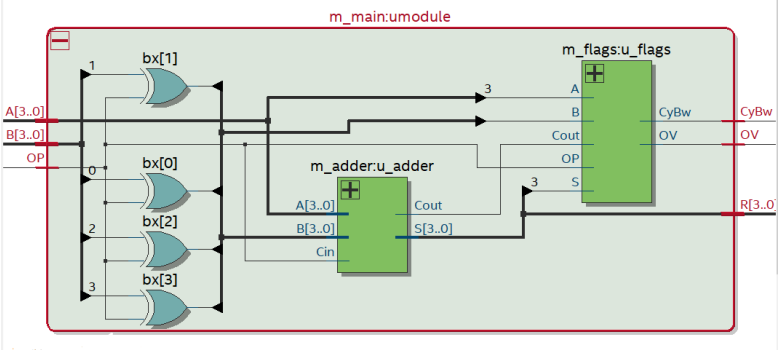 m_main:umodule
bx[1]
m_flags:u_flags
1
3
A
A[3..0]
B
CyBw
CyBw
B[3..0]
Cout
OV
OV
OP
bx[0]
OP
0
m_adder:u_adder
3
S
A[3..0]
Cout
R[3..0]
bx[2]
2
B[3..0]
S[3..0]
Cin
bx[3]
3